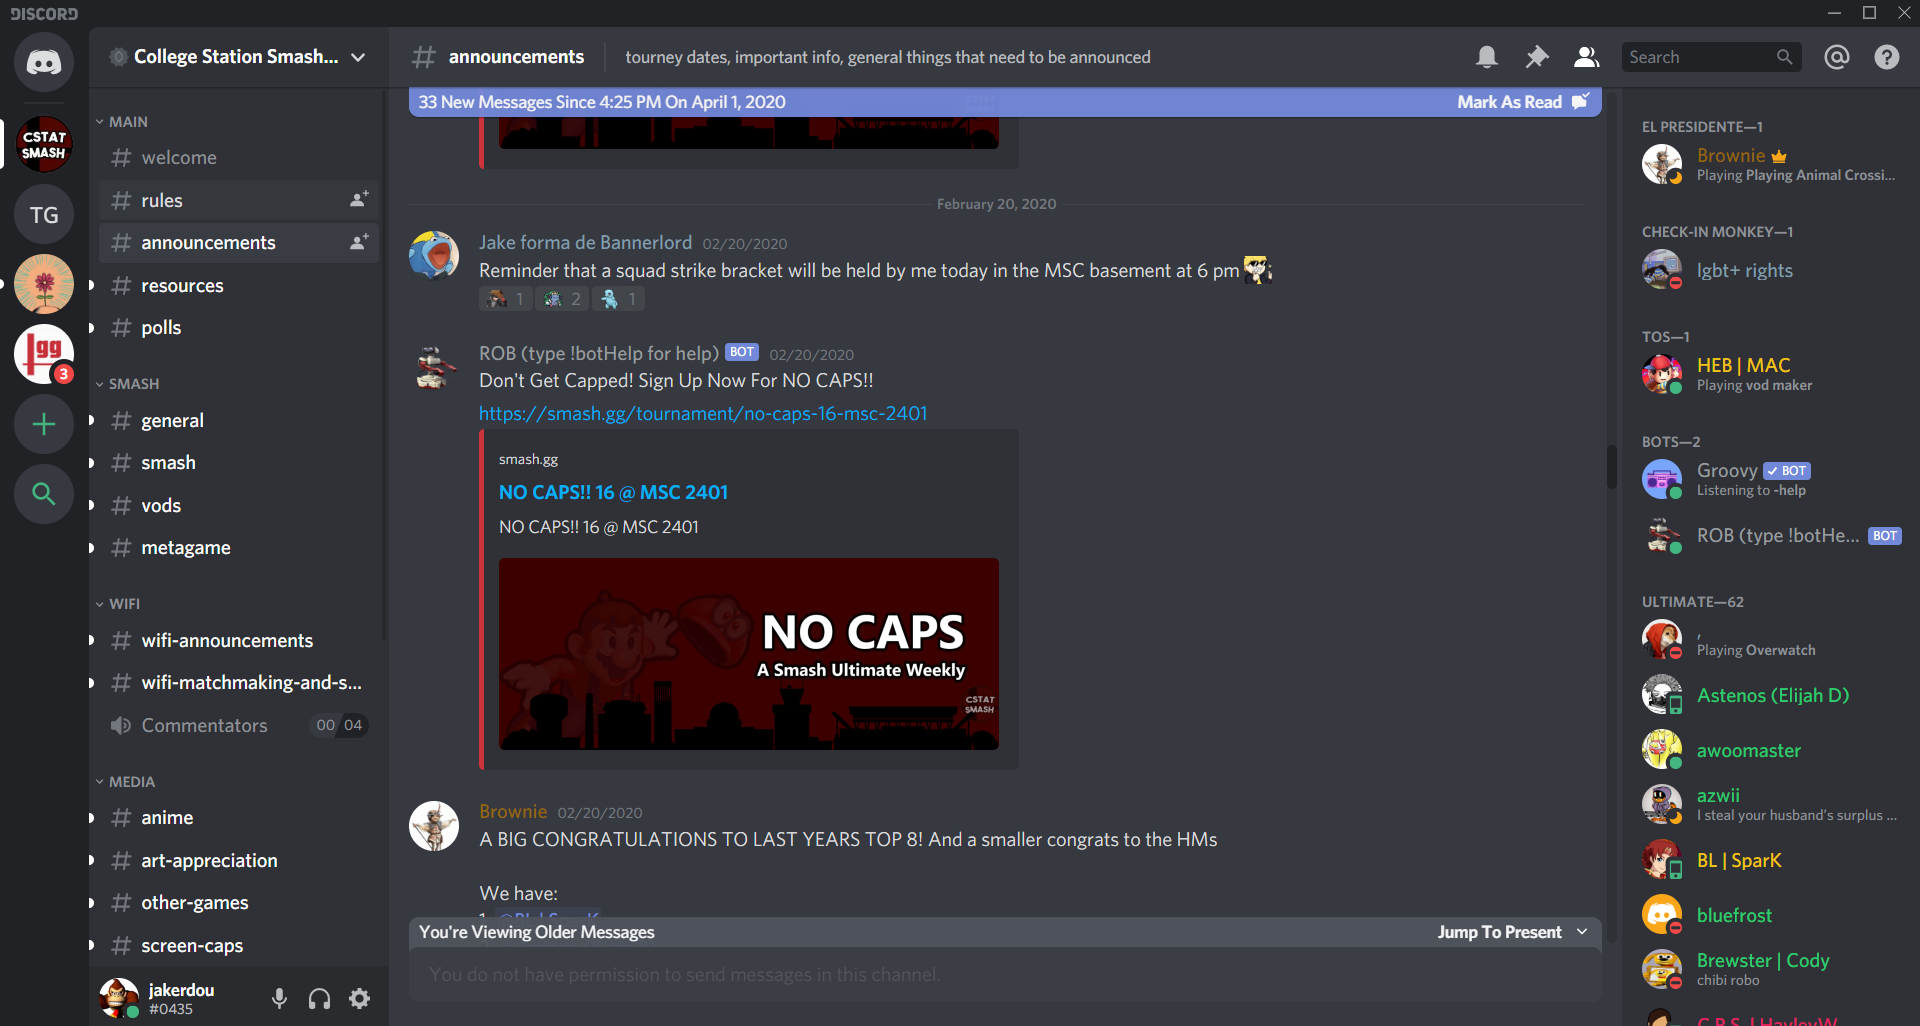 DISCORD
College Station Smash...
announcements
tourney dates, important info, general things that need to be announced
Search
33 New Messages Since 4:25 PM On April 1, 2020
Mark As Read
CSTAT
SMASH
TG
gg
3
MAIN
welcome
rules
announcements
resources
polls
SMASH
general
smash
vods
metagame
WIFI
wifi-announcements
wifi-matchmaking-and-s...
Commentators
00 04
MEDIA
anime
art-appreciation
other-games
screen-caps
jakerdou
#0435
February 20, 2020
Jake forma de Bannerlord 02/20/2020
Reminder that a squad strike bracket will be held by me today in the MSC basement at 6 pm
1 2 1
ROB (type !botHelp for help) BOT 02/20/2020
Don't Get Capped! Sign Up Now For NO CAPS!!
https://smash.gg/tournament/no-caps-16-msc-2401
smash.gg
NO CAPS!! 16 @ MSC 2401
NO CAPS!! 16 @ MSC 2401
NO CAPS
A Smash Ultimate Weekly
CSTAT
SMASH
Brownie 02/20/2020
A BIG CONGRATULATIONS TO LAST YEARS TOP 8! And a smaller congrats to the HMs
We have:
1. @BL | SparK
You're Viewing Older Messages
Jump To Present
You do not have permission to send messages in this channel.
EL PRESIDENTE—1
Brownie
Playing Playing Animal Crossi...
CHECK-IN MONKEY—1
lgbt+ rights
TOS—1
HEB | MAC
Playing vod maker
BOTS—2
Groovy BOT
Listening to -help
ROB (type !botHe... BOT
ULTIMATE—62
,
Playing Overwatch
Astenos (Elijah D)
awoomaster
azwii
I steal your husband's surplus ...
BL | SparK
bluefrost
Brewster | Cody
chibi robo
C.R.S. | HayleyW